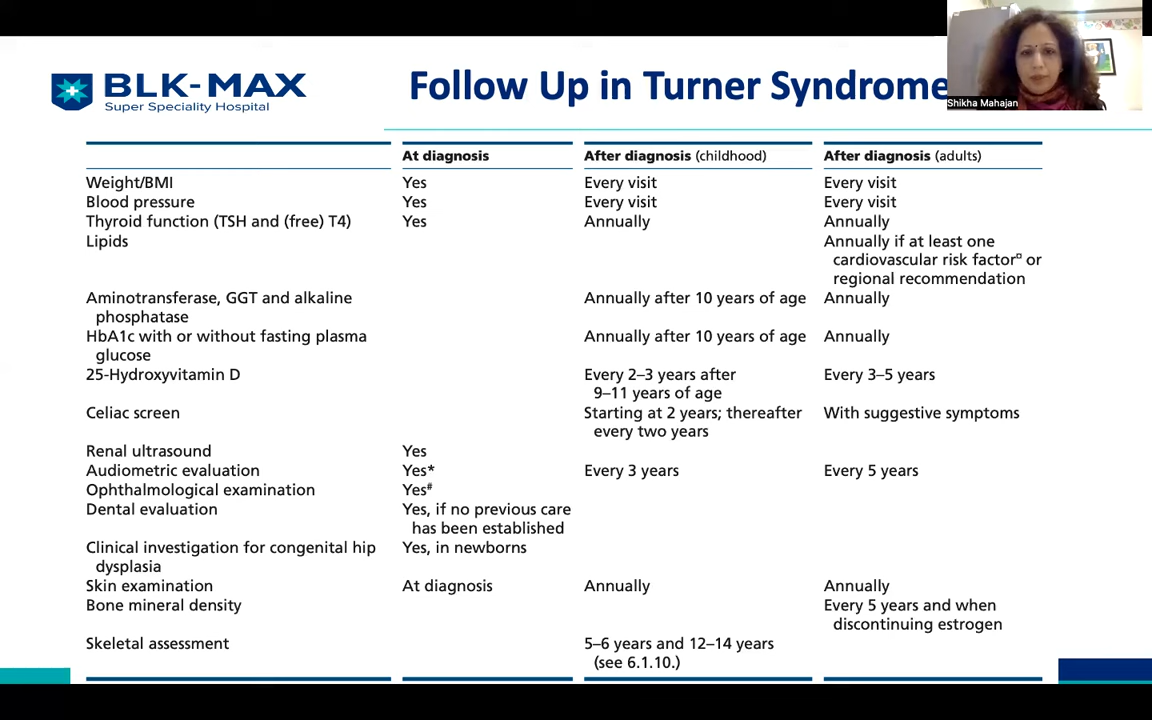 BLK-MAX
Super Speciality Hospital
Follow Up in Turner Syndrome
Shikha Mahajan
At diagnosis After diagnosis (childhood) After diagnosis (adults)
Weight/BMI Yes Every visit Every visit
Blood pressure Yes Every visit Every visit
Thyroid function (TSH and (free) T4) Yes Annually Annually
Lipids Annually if at least one
cardiovascular risk factor¤ or
regional recommendation
Aminotransferase, GGT and alkaline Annually after 10 years of age Annually
phosphatase
HbA1c with or without fasting plasma Annually after 10 years of age Annually
glucose
25-Hydroxyvitamin D Every 2–3 years after Every 3–5 years
9–11 years of age
Celiac screen Starting at 2 years; thereafter With suggestive symptoms
every two years
Renal ultrasound Yes
Audiometric evaluation Yes* Every 3 years Every 5 years
Ophthalmological examination Yes#
Dental evaluation Yes, if no previous care
has been established
Clinical investigation for congenital hip Yes, in newborns
dysplasia
Skin examination At diagnosis Annually Annually
Bone mineral density Every 5 years and when
discontinuing estrogen
Skeletal assessment 5–6 years and 12–14 years
(see 6.1.10.)